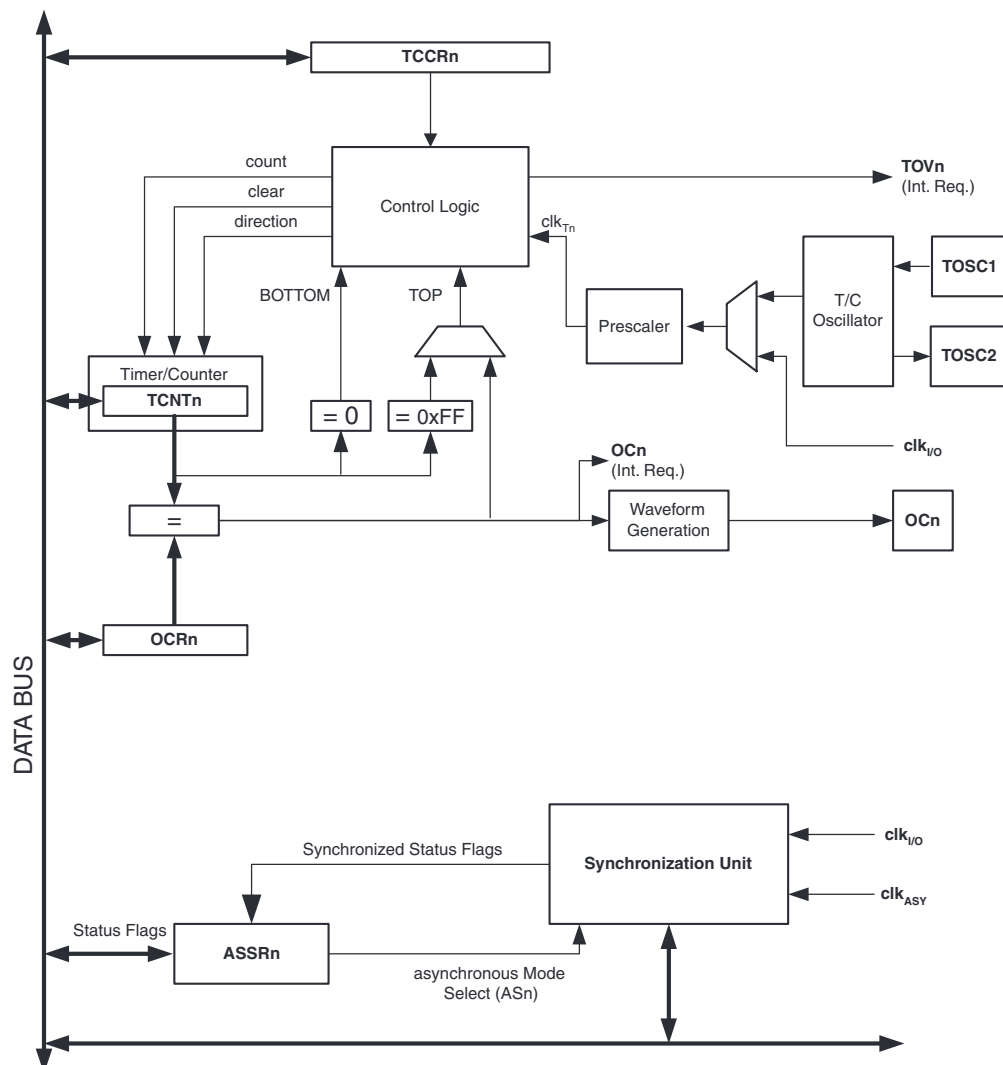 TCCRn
count
clear
direction
Control Logic
TOVn
(Int. Req.)
clkTn
BOTTOM
TOP
Prescaler
T/C
Oscillator
TOSC1
TOSC2
Timer/Counter
TCNTn
= 0
= 0xFF
clkI/O
OCn
(Int. Req.)
=
Waveform
Generation
OCn
OCRn
DATA BUS
Synchronized Status Flags
Synchronization Unit
clkI/O
clkASY
Status Flags
ASSRn
asynchronous Mode
Select (ASn)